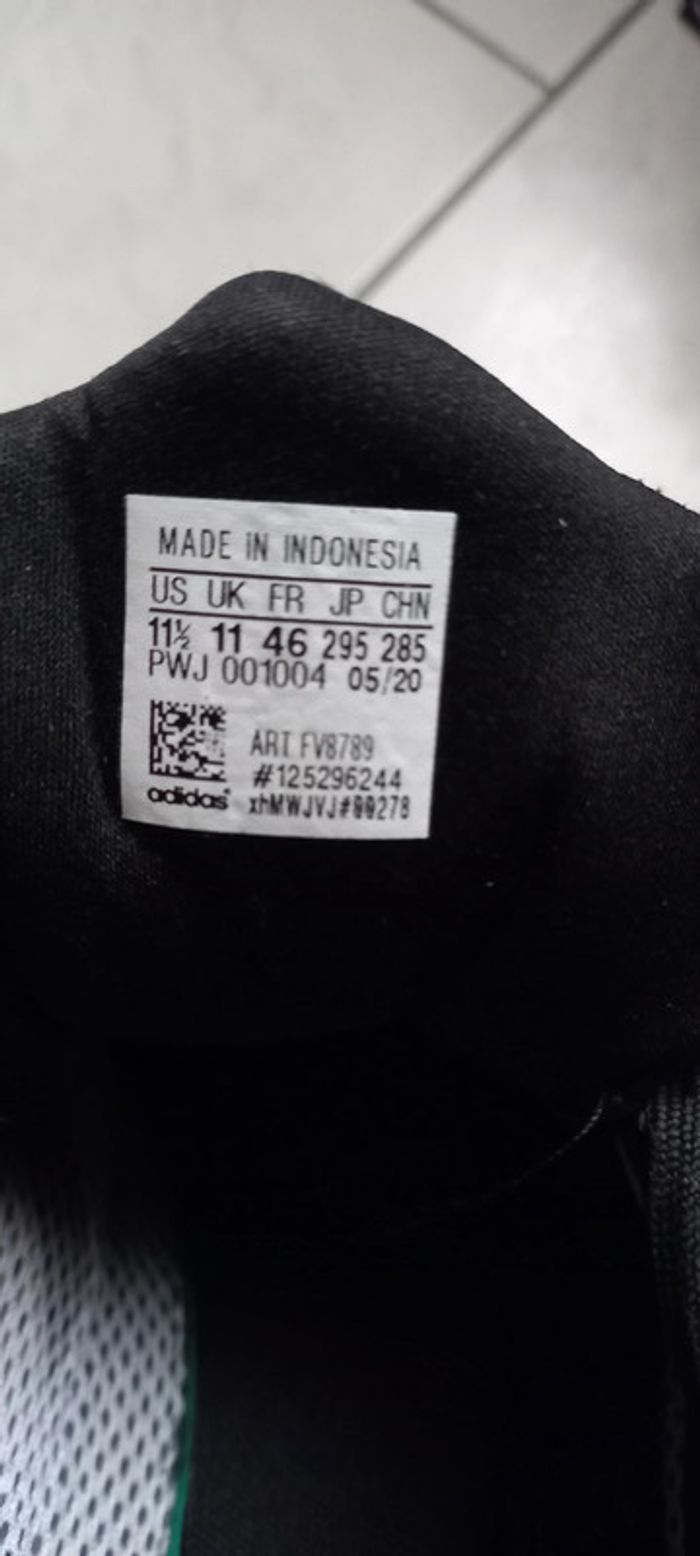 MADE iN INDONESIA
US UK FR JP CHN
11½ 11 46 295 285
PWJ 001004 05/20
ART FV8789
#125296244
adidas xhMWJVJ#80278